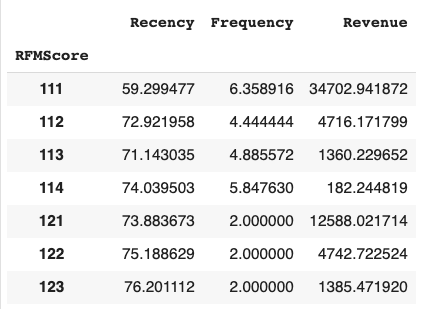 Recency Frequency Revenue
RFMScore
111 59.299477 6.358916 34702.941872
112 72.921958 4.444444 4716.171799
113 71.143035 4.885572 1360.229652
114 74.039503 5.847630 182.244819
121 73.883673 2.000000 12588.021714
122 75.188629 2.000000 4742.722524
123 76.201112 2.000000 1385.471920